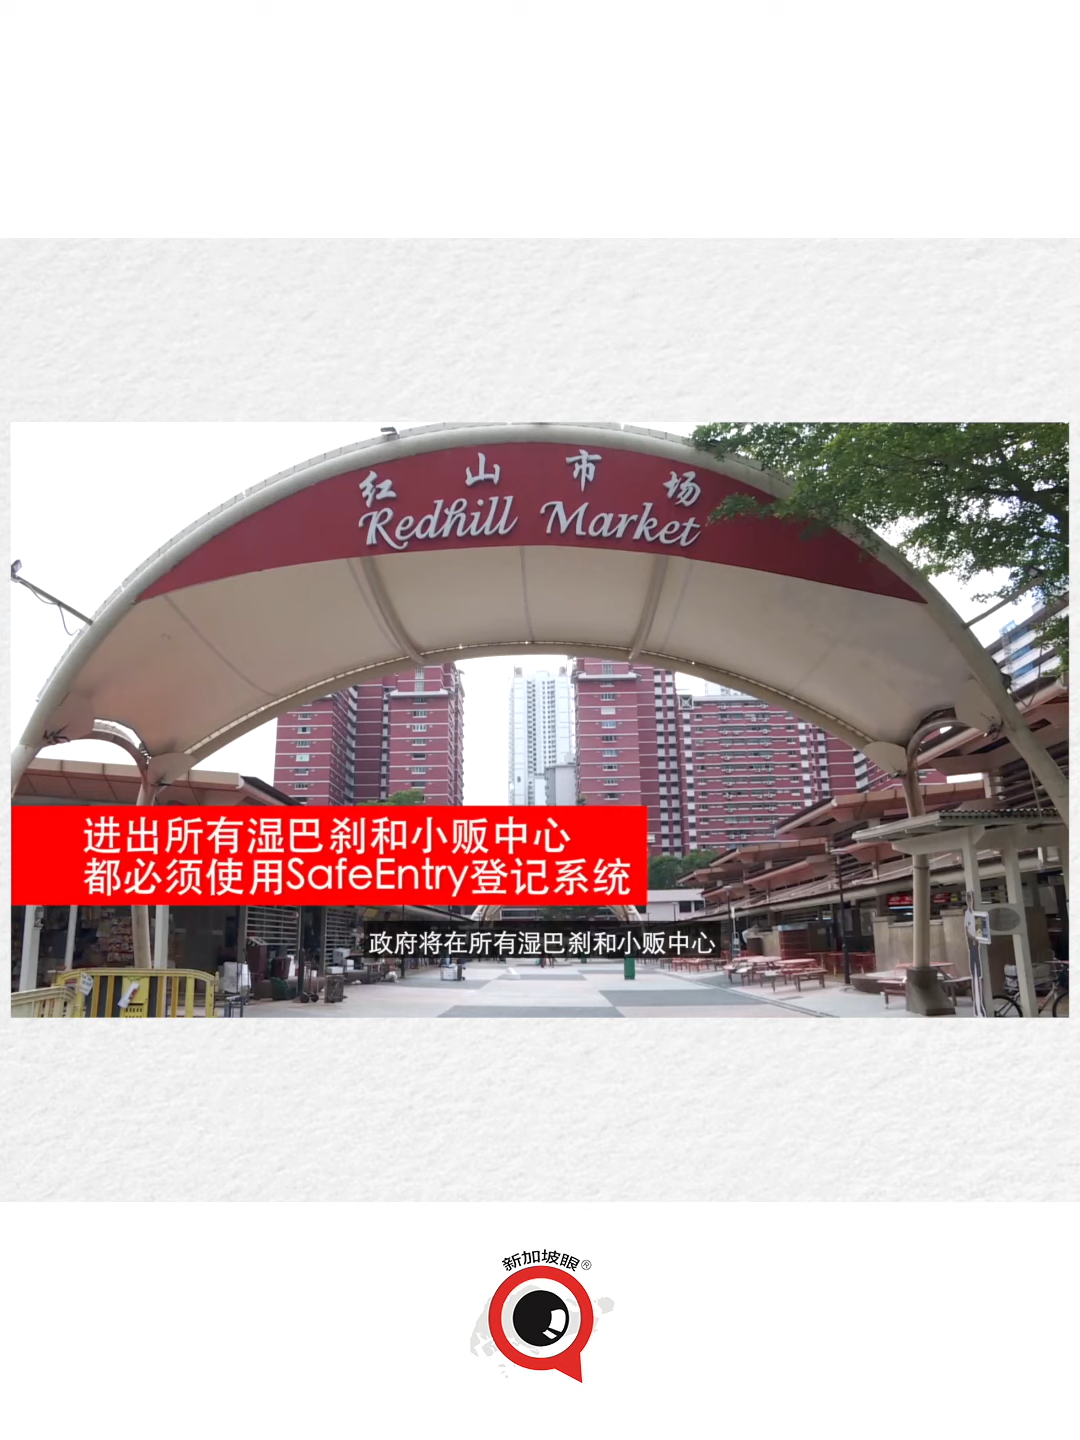 红山市场
Redhill Market
进出所有湿巴刹和小贩中心
都必须使用SafeEntry登记系统
政府将在所有湿巴刹和小贩中心
新加坡眼®